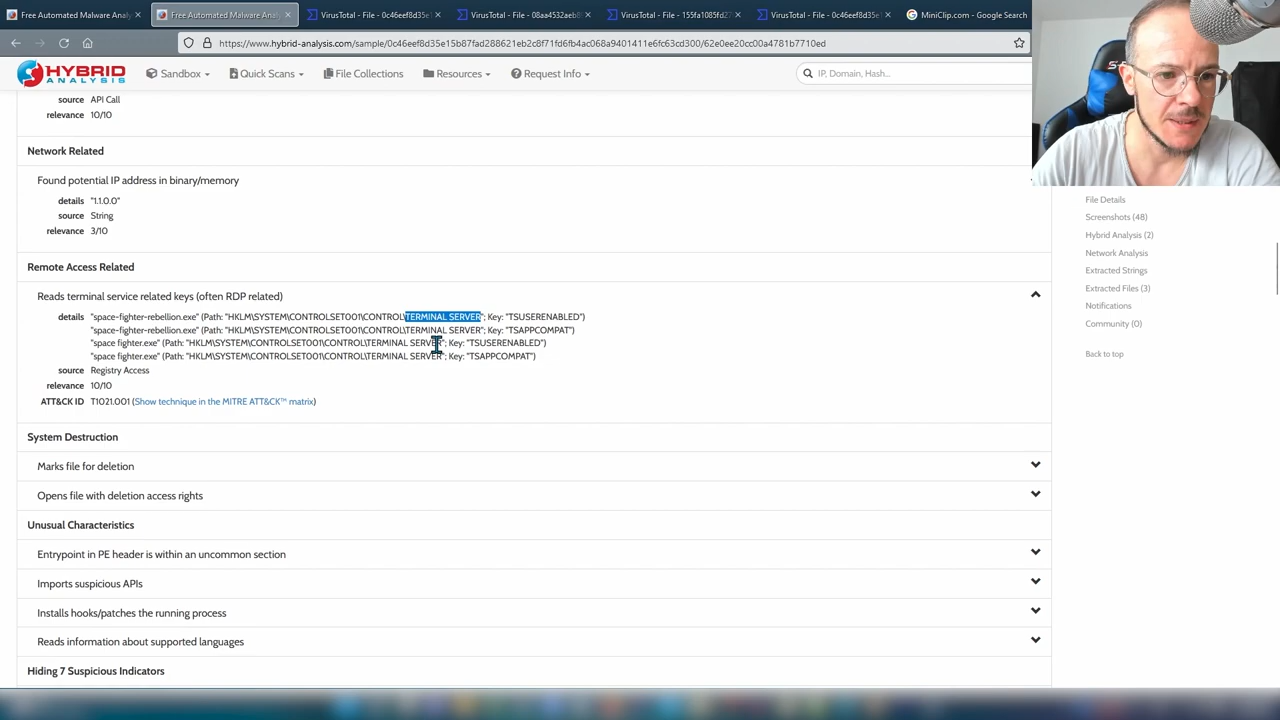 Free Automated Malware Anal
Free Automated Malware Anal
VirusTotal - File - 0c46eef8d35e1
VirusTotal - File - 08aa4532aeb8
VirusTotal - File - 155fa1085fd2
VirusTotal - File - 0c46eef8d35e1
MiniClip.com - Google Search
https://www.hybrid-analysis.com/sample/0c46eef8d35e15b87fad288621eb2c8f71fd6fb4ac068a9401411e6fc63cd300/62e0ee20cc00a4781b7710ed
HYBRID
ANALYSIS
Sandbox
Quick Scans
File Collections
Resources
Request Info
IP, Domain, Hash...
source API Call
relevance 10/10
Network Related
Found potential IP address in binary/memory
details "1.1.0.0"
source String
relevance 3/10
Remote Access Related
Reads terminal service related keys (often RDP related)
details "space-fighter-rebellion.exe" (Path: "HKLM\SYSTEM\CONTROLSET001\CONTROL\TERMINAL SERVER"; Key: "TSUSERENABLED")
"space-fighter-rebellion.exe" (Path: "HKLM\SYSTEM\CONTROLSET001\CONTROL\TERMINAL SERVER"; Key: "TSAPPCOMPAT")
"space fighter.exe" (Path: "HKLM\SYSTEM\CONTROLSET001\CONTROL\TERMINAL SERVER"; Key: "TSUSERENABLED")
"space fighter.exe" (Path: "HKLM\SYSTEM\CONTROLSET001\CONTROL\TERMINAL SERVER"; Key: "TSAPPCOMPAT")
source Registry Access
relevance 10/10
ATT&CK ID T1021.001 (Show technique in the MITRE ATT&CK™ matrix)
System Destruction
Marks file for deletion
Opens file with deletion access rights
Unusual Characteristics
Entrypoint in PE header is within an uncommon section
Imports suspicious APIs
Installs hooks/patches the running process
Reads information about supported languages
Hiding 7 Suspicious Indicators
File Details
Screenshots (48)
Hybrid Analysis (2)
Network Analysis
Extracted Strings
Extracted Files (3)
Notifications
Community (0)
Back to top